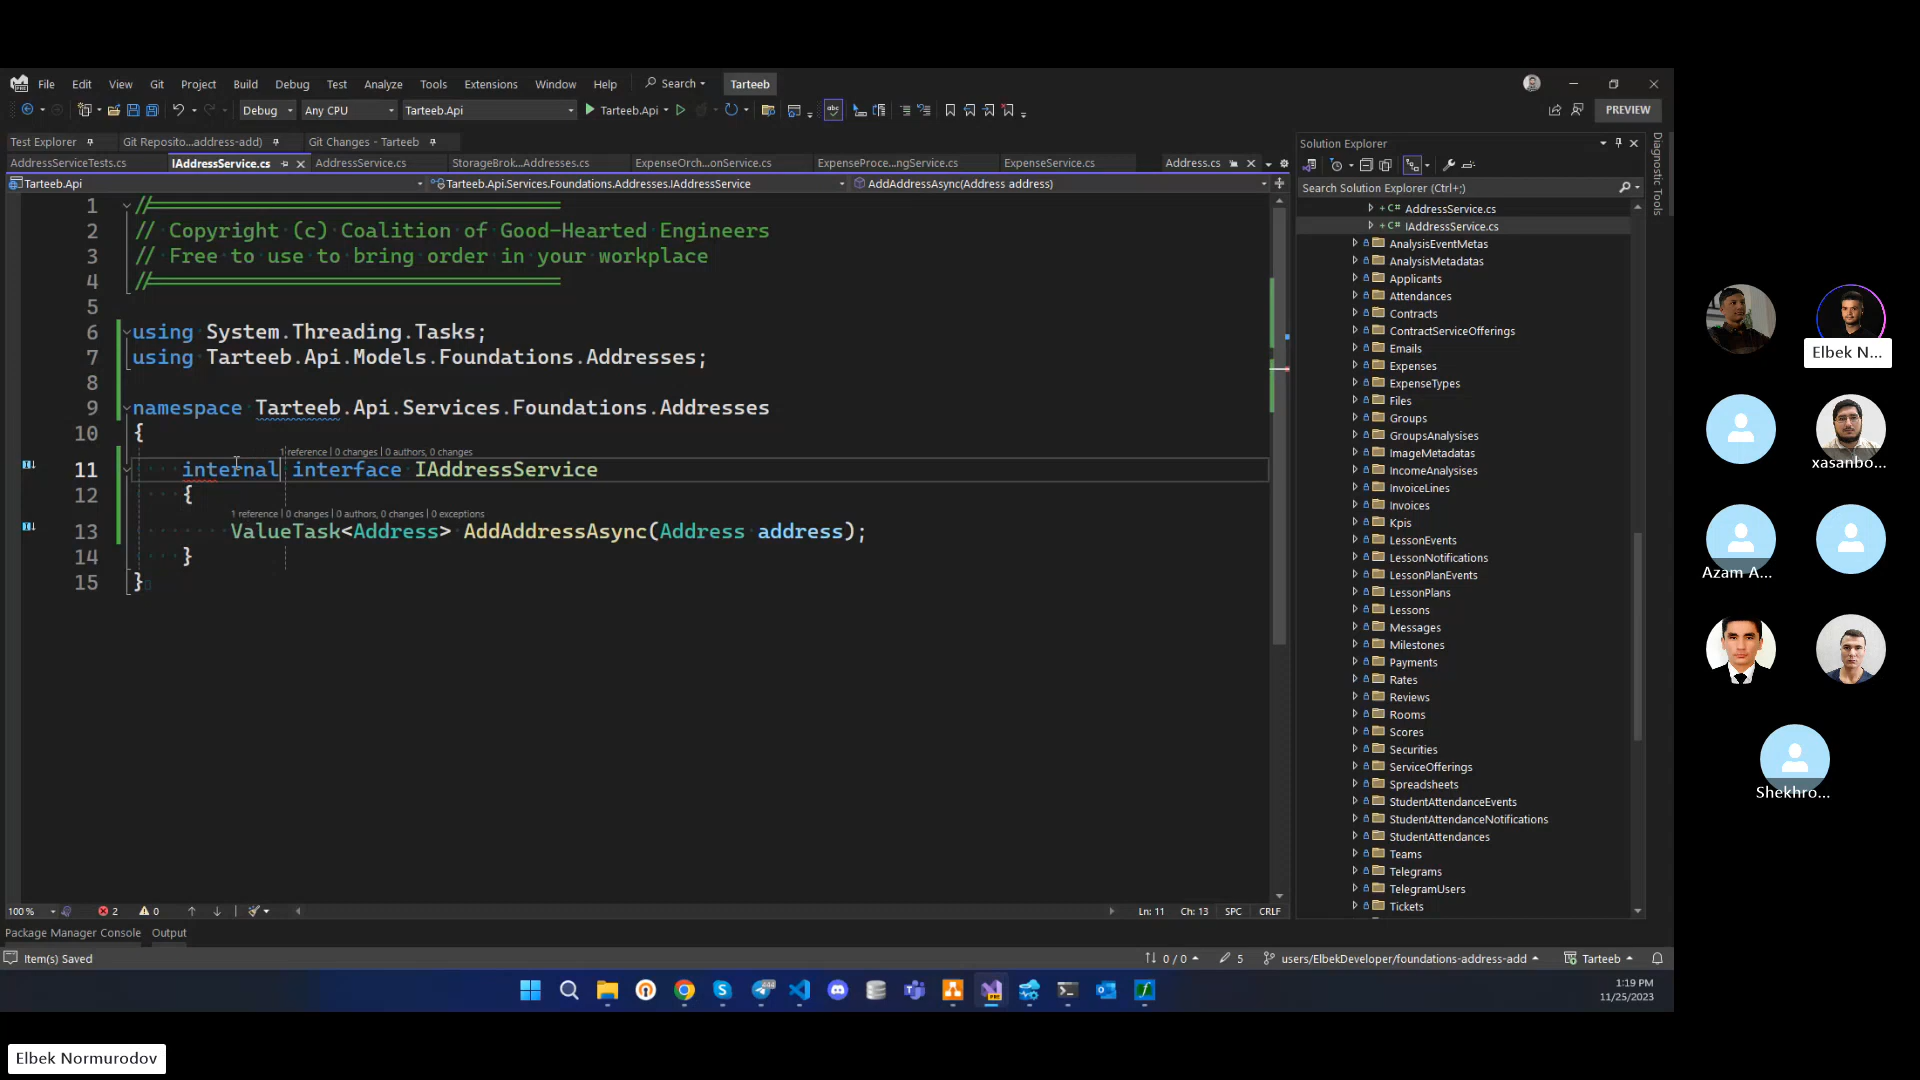 File Edit View Git Project Build Debug Test Analyze Tools Extensions Window Help Search Tarteeb
Debug Any CPU Tarteeb.Api Tarteeb.Api PREVIEW
Test Explorer Git Reposito...address-add) Git Changes - Tarteeb
AddressServiceTests.cs IAddressService.cs AddressService.cs StorageBrok...Addresses.cs ExpenseOrch...onService.cs ExpenseProce...ngService.cs ExpenseService.cs Address.cs
Tarteeb.Api Tarteeb.Api.Services.Foundations.Addresses.IAddressService AddAddressAsync(Address address)
1 //
2 // Copyright (c) Coalition of Good-Hearted Engineers
3 // Free to use to bring order in your workplace
4 //
5
6 using System.Threading.Tasks;
7 using Tarteeb.Api.Models.Foundations.Addresses;
8
9 namespace Tarteeb.Api.Services.Foundations.Addresses
10 {
1 reference | 0 changes | 0 authors, 0 changes
11 internal interface IAddressService
12 {
1 reference | 0 changes | 0 authors, 0 changes | 0 exceptions
13 ValueTask<Address> AddAddressAsync(Address address);
14 }
15 }
100 % 2 0 Ln: 11 Ch: 13 SPC CRLF
Package Manager Console Output
Item(s) Saved 0 / 0 5 users/ElbekDeveloper/foundations-address-add Tarteeb
Solution Explorer
Search Solution Explorer (Ctrl+;)
C# AddressService.cs
C# IAddressService.cs
AnalysisEventMetas
AnalysisMetadatas
Applicants
Attendances
Contracts
ContractServiceOfferings
Emails
Expenses
ExpenseTypes
Files
Groups
GroupsAnalysises
ImageMetadatas
IncomeAnalysises
InvoiceLines
Invoices
Kpis
LessonEvents
LessonNotifications
LessonPlanEvents
LessonPlans
Lessons
Messages
Milestones
Payments
Rates
Reviews
Rooms
Scores
Securities
ServiceOfferings
Spreadsheets
StudentAttendanceEvents
StudentAttendanceNotifications
StudentAttendances
Teams
Telegrams
TelegramUsers
Tickets
Diagnostic Tools
1:19 PM
11/25/2023
Elbek N...
xasanbo...
Azam A...
Shekhro...
Elbek Normurodov